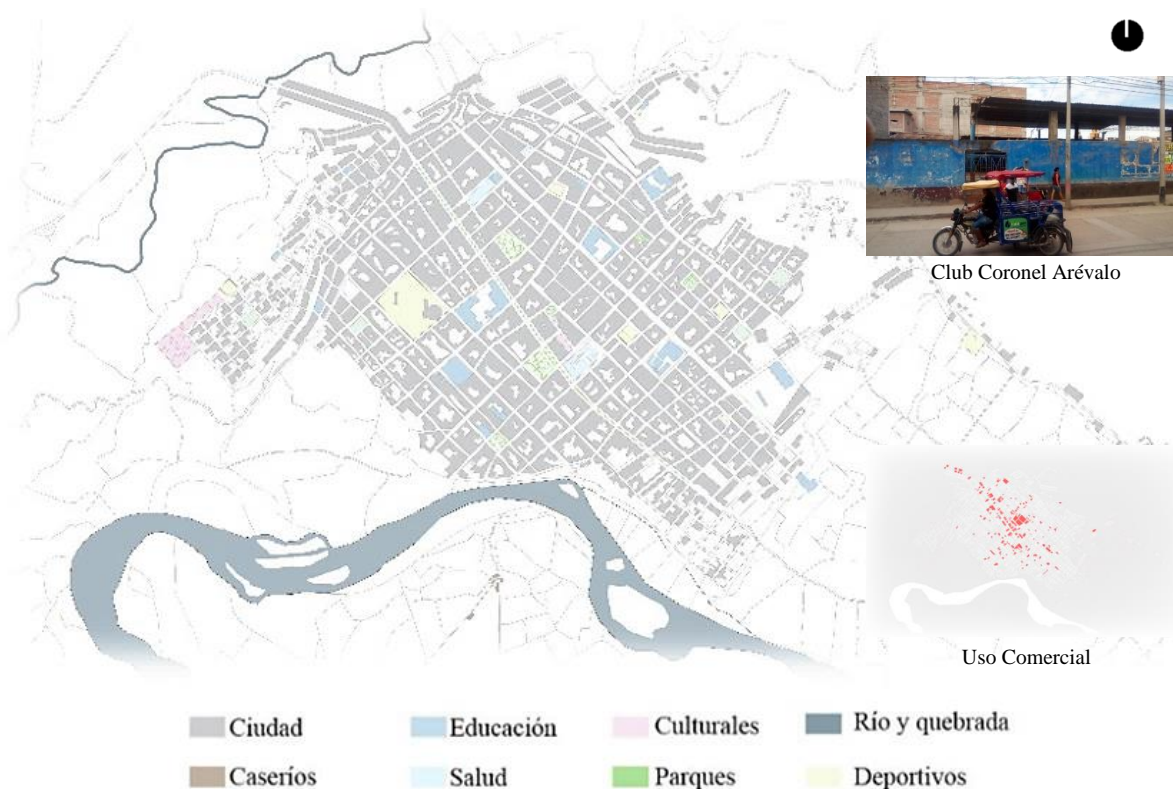 Club Coronel Arévalo
I
Uso Comercial
Ciudad
Educación
Culturales
Río y quebrada
Caseríos
Salud
Parques
Deportivos